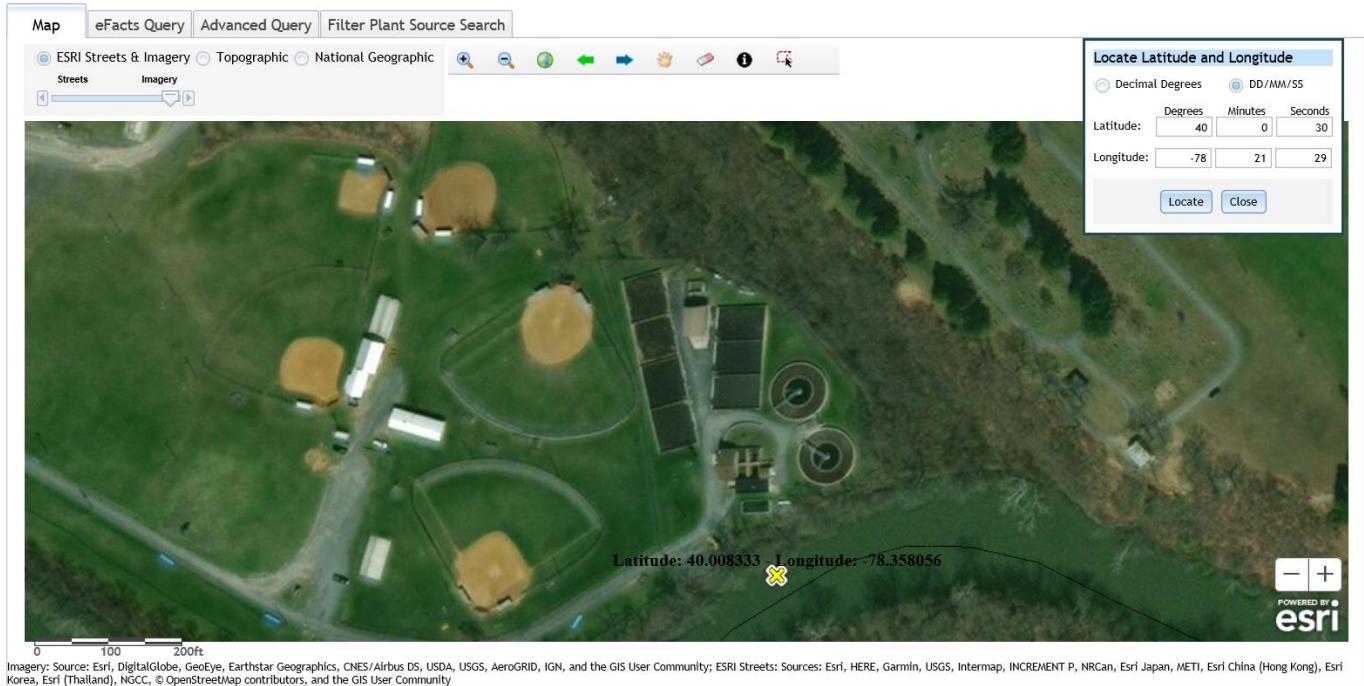 Map eFacts Query Advanced Query Filter Plant Source Search
ESRI Streets & Imagery Topographic National Geographic
Streets Imagery
Locate Latitude and Longitude
Decimal Degrees DD/MM/SS
Degrees Minutes Seconds
Latitude: 40 0 30
Longitude: -78 21 29
Locate Close
Latitude: 40.008333 - Longitude: -78.358056
POWERED BY
esri
0 100 200ft
Imagery: Source: Esri, DigitalGlobe, GeoEye, Earthstar Geographics, CNES/Airbus DS, USDA, USGS, AeroGRID, IGN, and the GIS User Community; ESRI Streets: Sources: Esri, HERE, Garmin, USGS, Intermap, INCREMENT P, NRCan, Esri Japan, METI, Esri China (Hong Kong), Esri
Korea, Esri (Thailand), NGCC, © OpenStreetMap contributors, and the GIS User Community